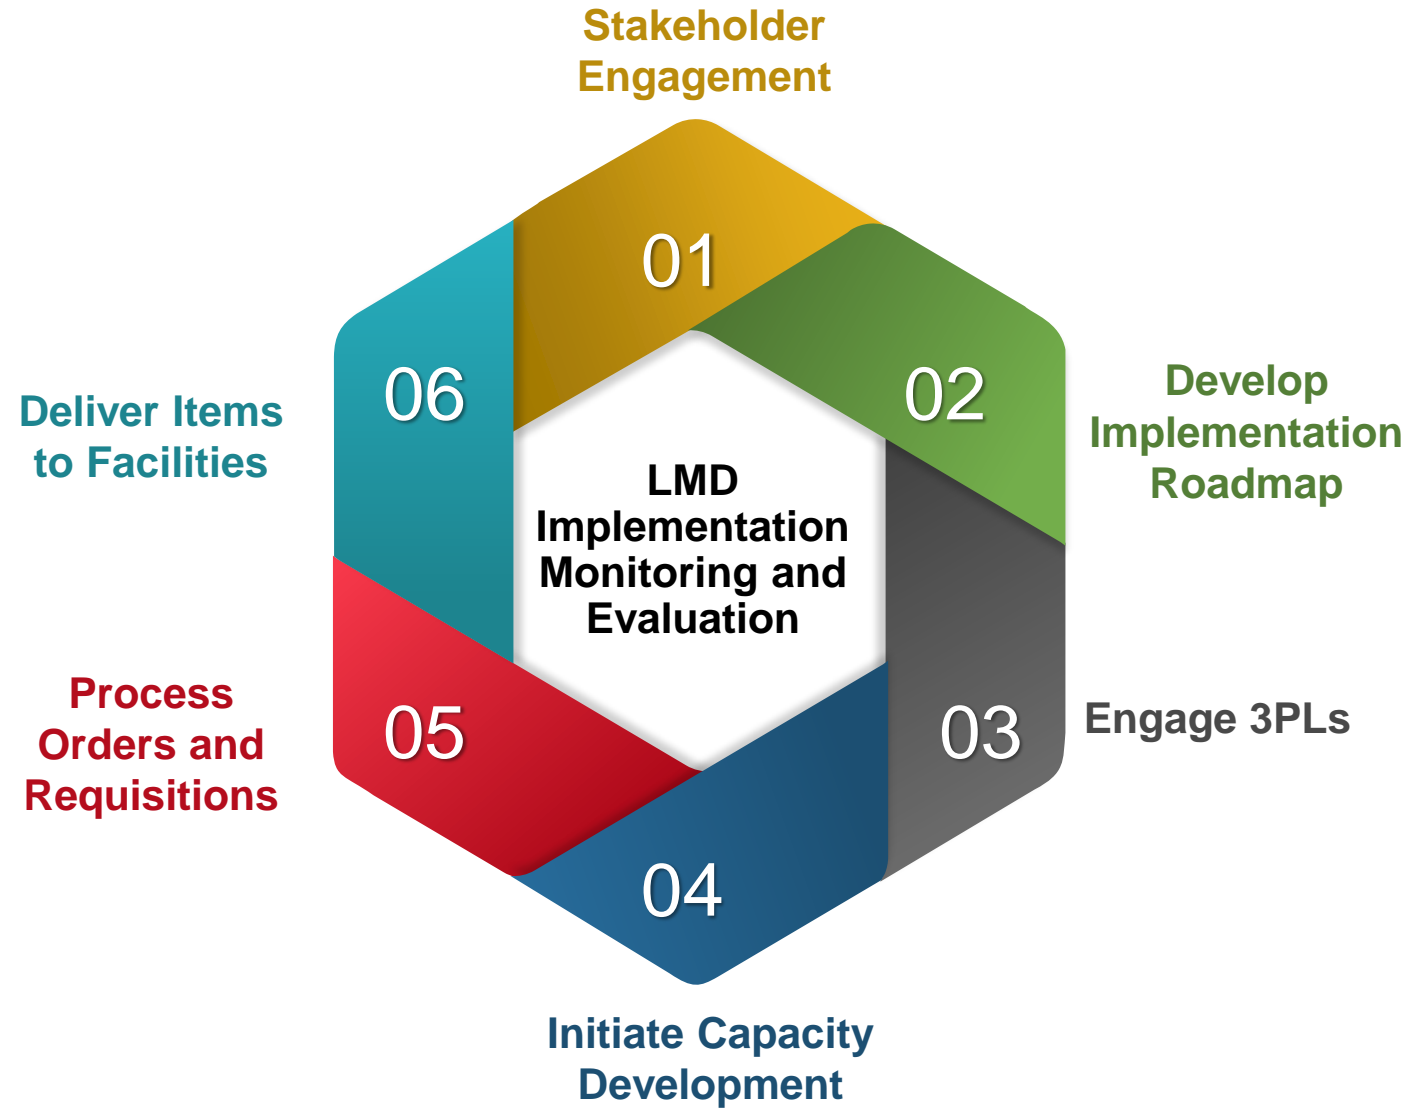 Stakeholder
Engagement
01
02
Develop
Implementation
Roadmap
03
Engage 3PLs
04
Initiate Capacity
Development
05
Process
Orders and
Requisitions
06
Deliver Items
to Facilities
LMD
Implementation
Monitoring and
Evaluation